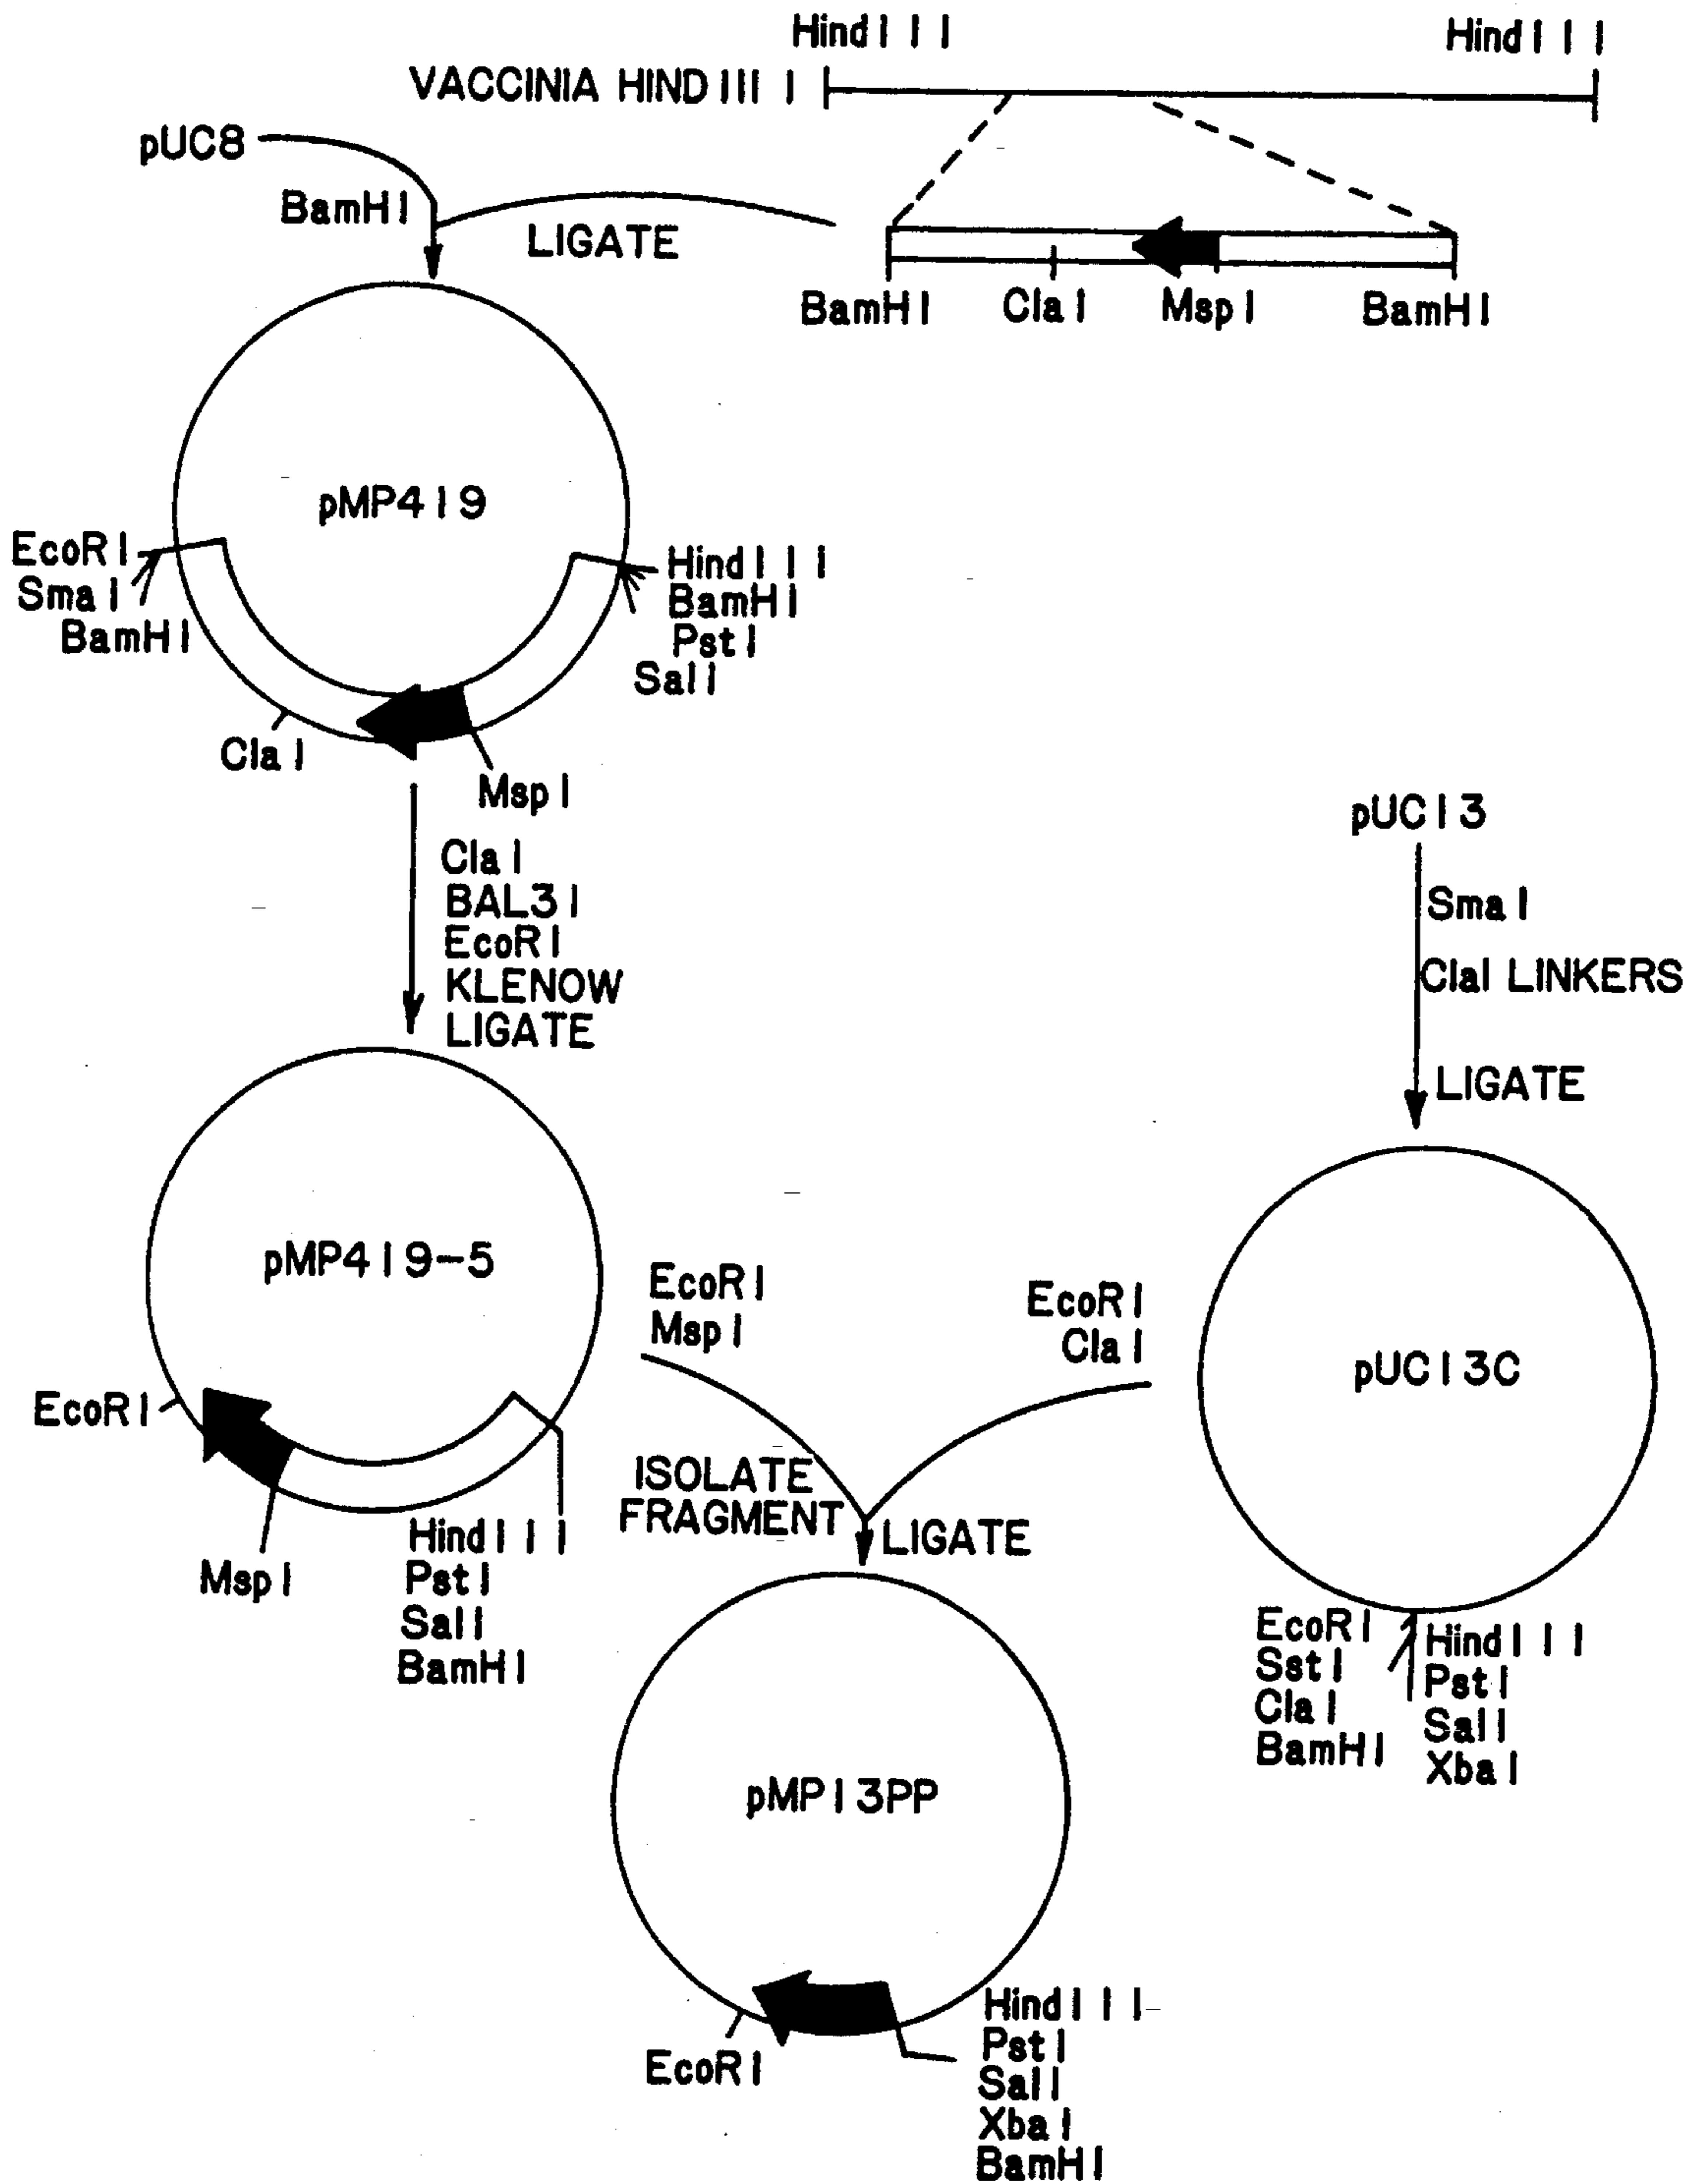 HindIII
HindIII
VACCINIA HINDIII I
pUC8
BamHI
LIGATE
BamHI
ClaI
MspI
BamHI
pMP419
EcoRI
SmaI
BamHI
HindIII
BamHI
PstI
SalI
ClaI
MspI
ClaI
BAL31
EcoRI
KLENOW
LIGATE
pUC13
SmaI
ClaI LINKERS
LIGATE
pMP419-5
EcoRI
MspI
HindIII
PstI
SalI
BamHI
EcoRI
MspI
EcoRI
ClaI
ISOLATE
FRAGMENT
LIGATE
pUC13C
EcoRI
SstI
ClaI
BamHI
HindIII
PstI
SalI
XbaI
pMP13PP
EcoRI
HindIII
PstI
SalI
XbaI
BamHI